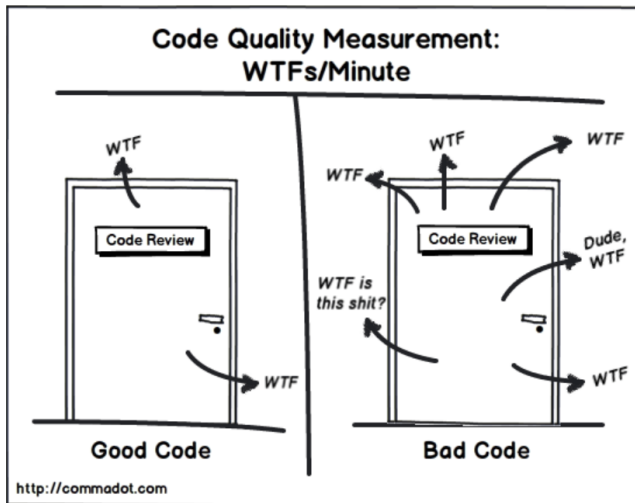 Code Quality Measurement:
WTFs/Minute
WTF
Code Review
WTF
Good Code
WTF
WTF
WTF
Code Review
Dude,
WTF
WTF is
this shit?
WTF
Bad Code
http://commadot.com